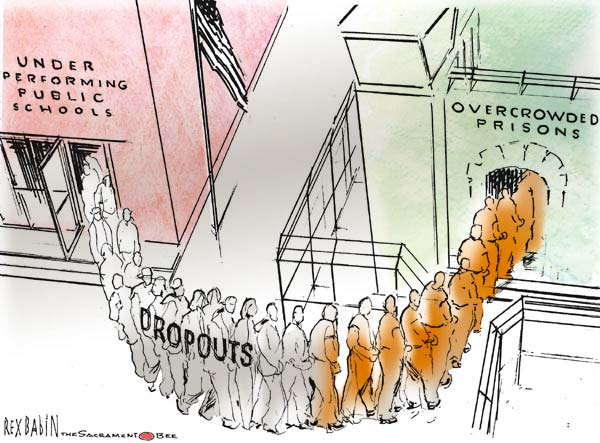 UNDER
PERFORMING
PUBLIC
SCHOOLS
OVERCROWDED
PRISONS
DROPOUTS
REX BABIN THE SACRAMENTO BEE